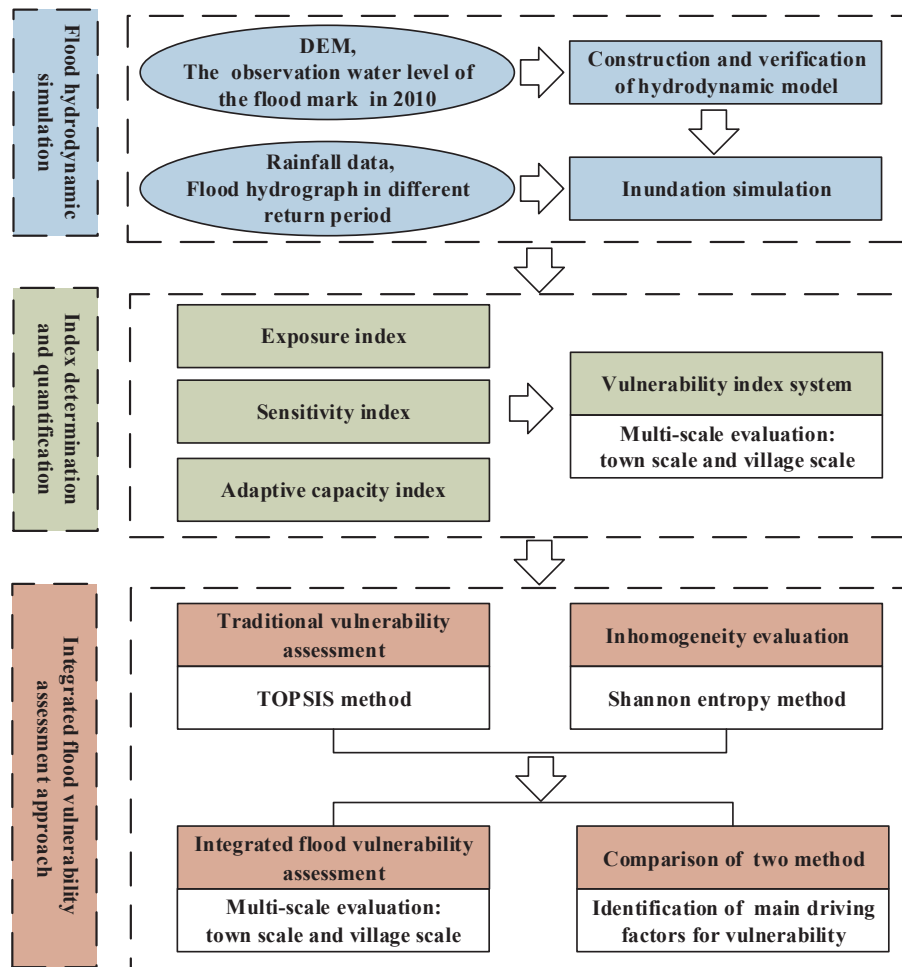 Flood hydrodynamic
simulation
DEM,
The observation water level of
the flood mark in 2010
Construction and verification
of hydrodynamic model
Rainfall data,
Flood hydrograph in different
return period
Inundation simulation
Index determination
and quantification
Exposure index
Sensitivity index
Adaptive capacity index
Vulnerability index system
Multi-scale evaluation:
town scale and village scale
Integrated flood vulnerability
assessment approach
Traditional vulnerability
assessment
TOPSIS method
Inhomogeneity evaluation
Shannon entropy method
Integrated flood vulnerability
assessment
Multi-scale evaluation:
town scale and village scale
Comparison of two method
Identification of main driving
factors for vulnerability